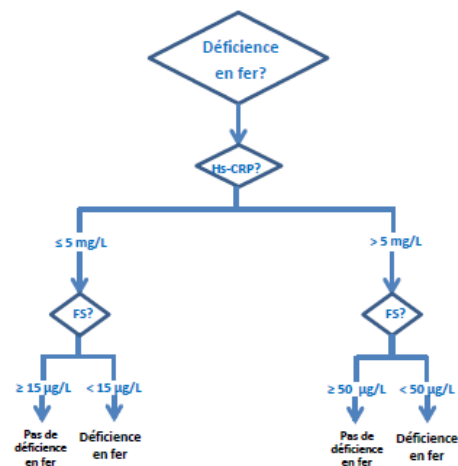 Déficience
en fer?
Hs-CRP?
≤ 5 mg/L
> 5 mg/L
FS?
FS?
≥ 15 µg/L
< 15 µg/L
≥ 50 µg/L
< 50 µg/L
Pas de
déficience
en fer
Déficience
en fer
Pas de
déficience
en fer
Déficience
en fer